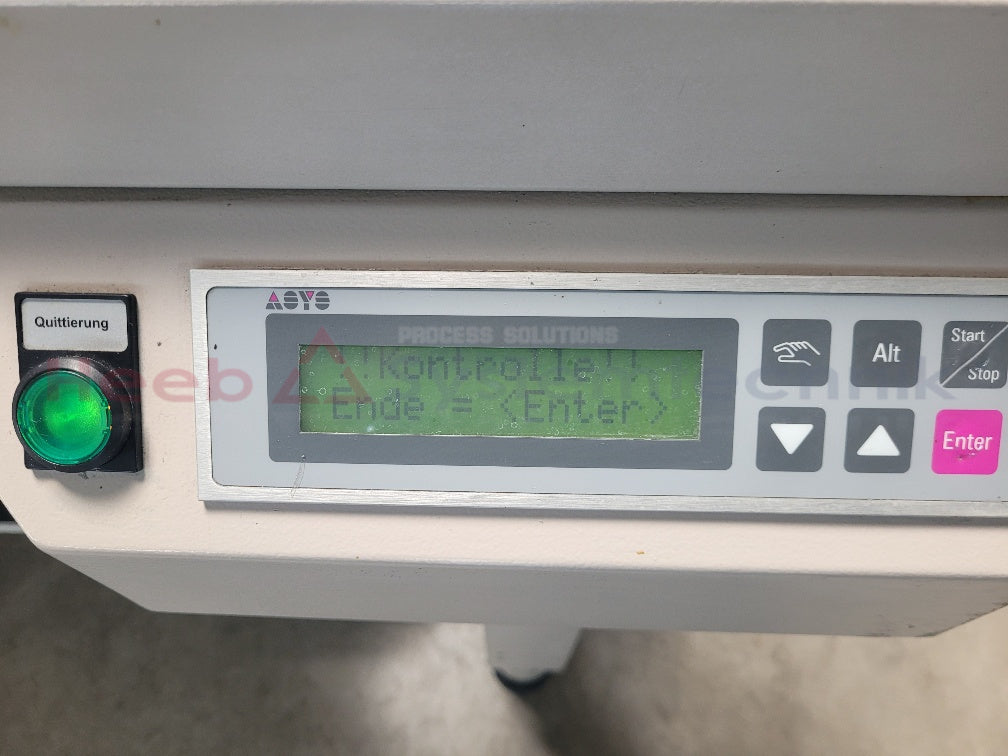 ASYS
PROCESS SOLUTIONS
Quittierung
!!Kontrolle!!
Ende = <Enter>
Alt
Start
Stop
Enter